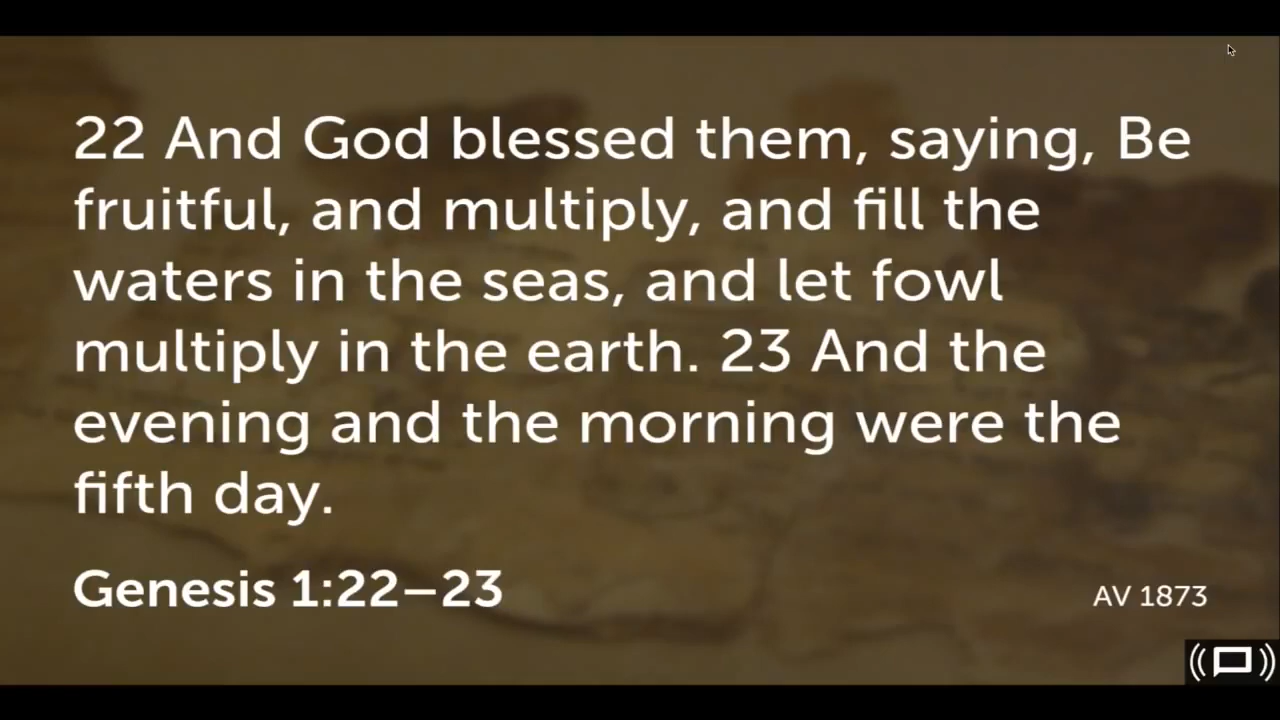 22 And God blessed them, saying, Be
fruitful, and multiply, and fill the
waters in the seas, and let fowl
multiply in the earth. 23 And the
evening and the morning were the
fifth day.
Genesis 1:22–23
AV 1873